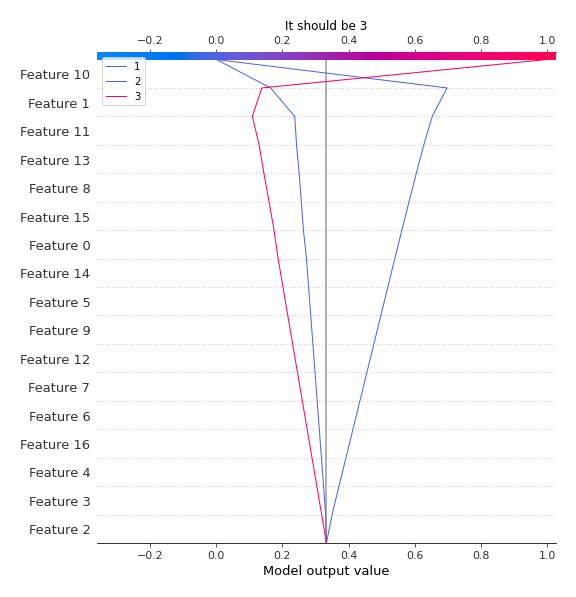 It should be 3
−0.2 0.0 0.2 0.4 0.6 0.8 1.0
1
2
3
Feature 10
Feature 1
Feature 11
Feature 13
Feature 8
Feature 15
Feature 0
Feature 14
Feature 5
Feature 9
Feature 12
Feature 7
Feature 6
Feature 16
Feature 4
Feature 3
Feature 2
−0.2 0.0 0.2 0.4 0.6 0.8 1.0
Model output value